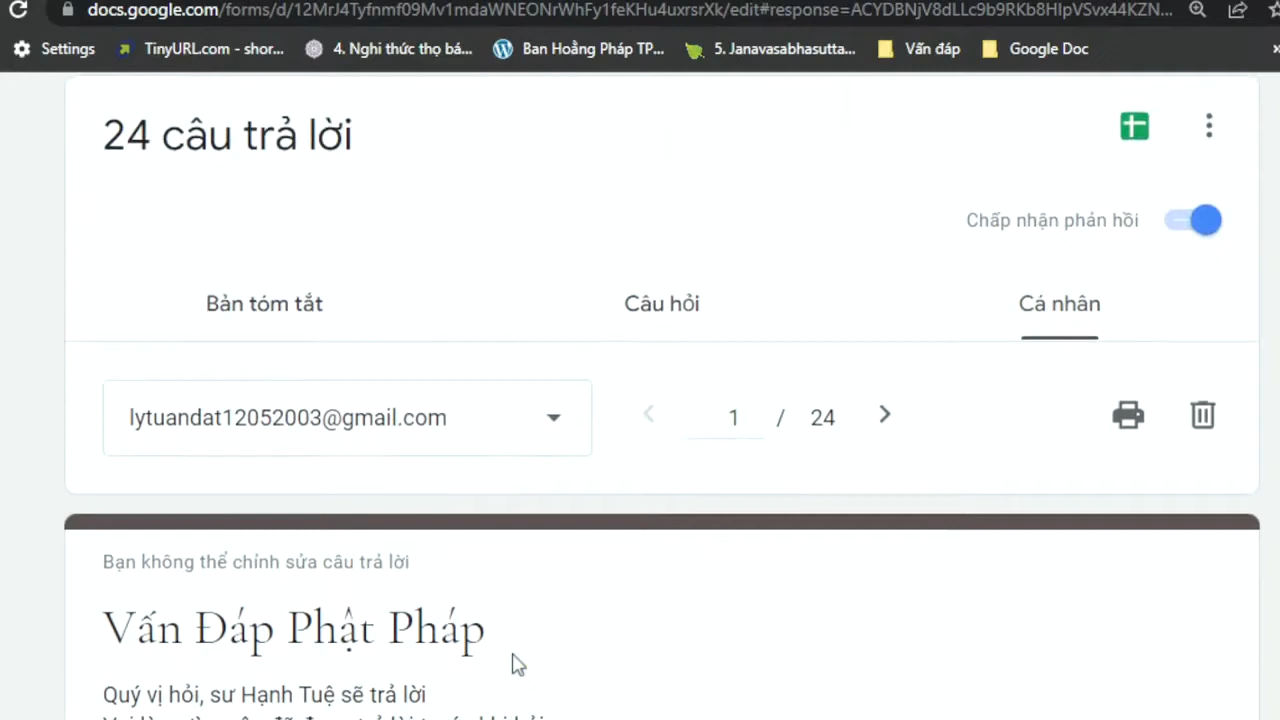 docs.google.com/forms/d/12MrJ4Tyfnmf09Mv1mdaWNEONrWhFy1feKHu4uxrsrXk/edit#response=ACYDBNjV8dLLc9b9RKb8HIpVSvx44KZN...
Settings TinyURL.com - shor... 4. Nghi thức thọ bá... Ban Hoằng Pháp TP... 5. Janavasabhasutta... Vấn đáp Google Doc
24 câu trả lời
Chấp nhận phản hồi
Bản tóm tắt Câu hỏi Cá nhân
lytuandat12052003@gmail.com 1 / 24
Bạn không thể chỉnh sửa câu trả lời
Vấn Đáp Phật Pháp
Quý vị hỏi, sư Hạnh Tuệ sẽ trả lời